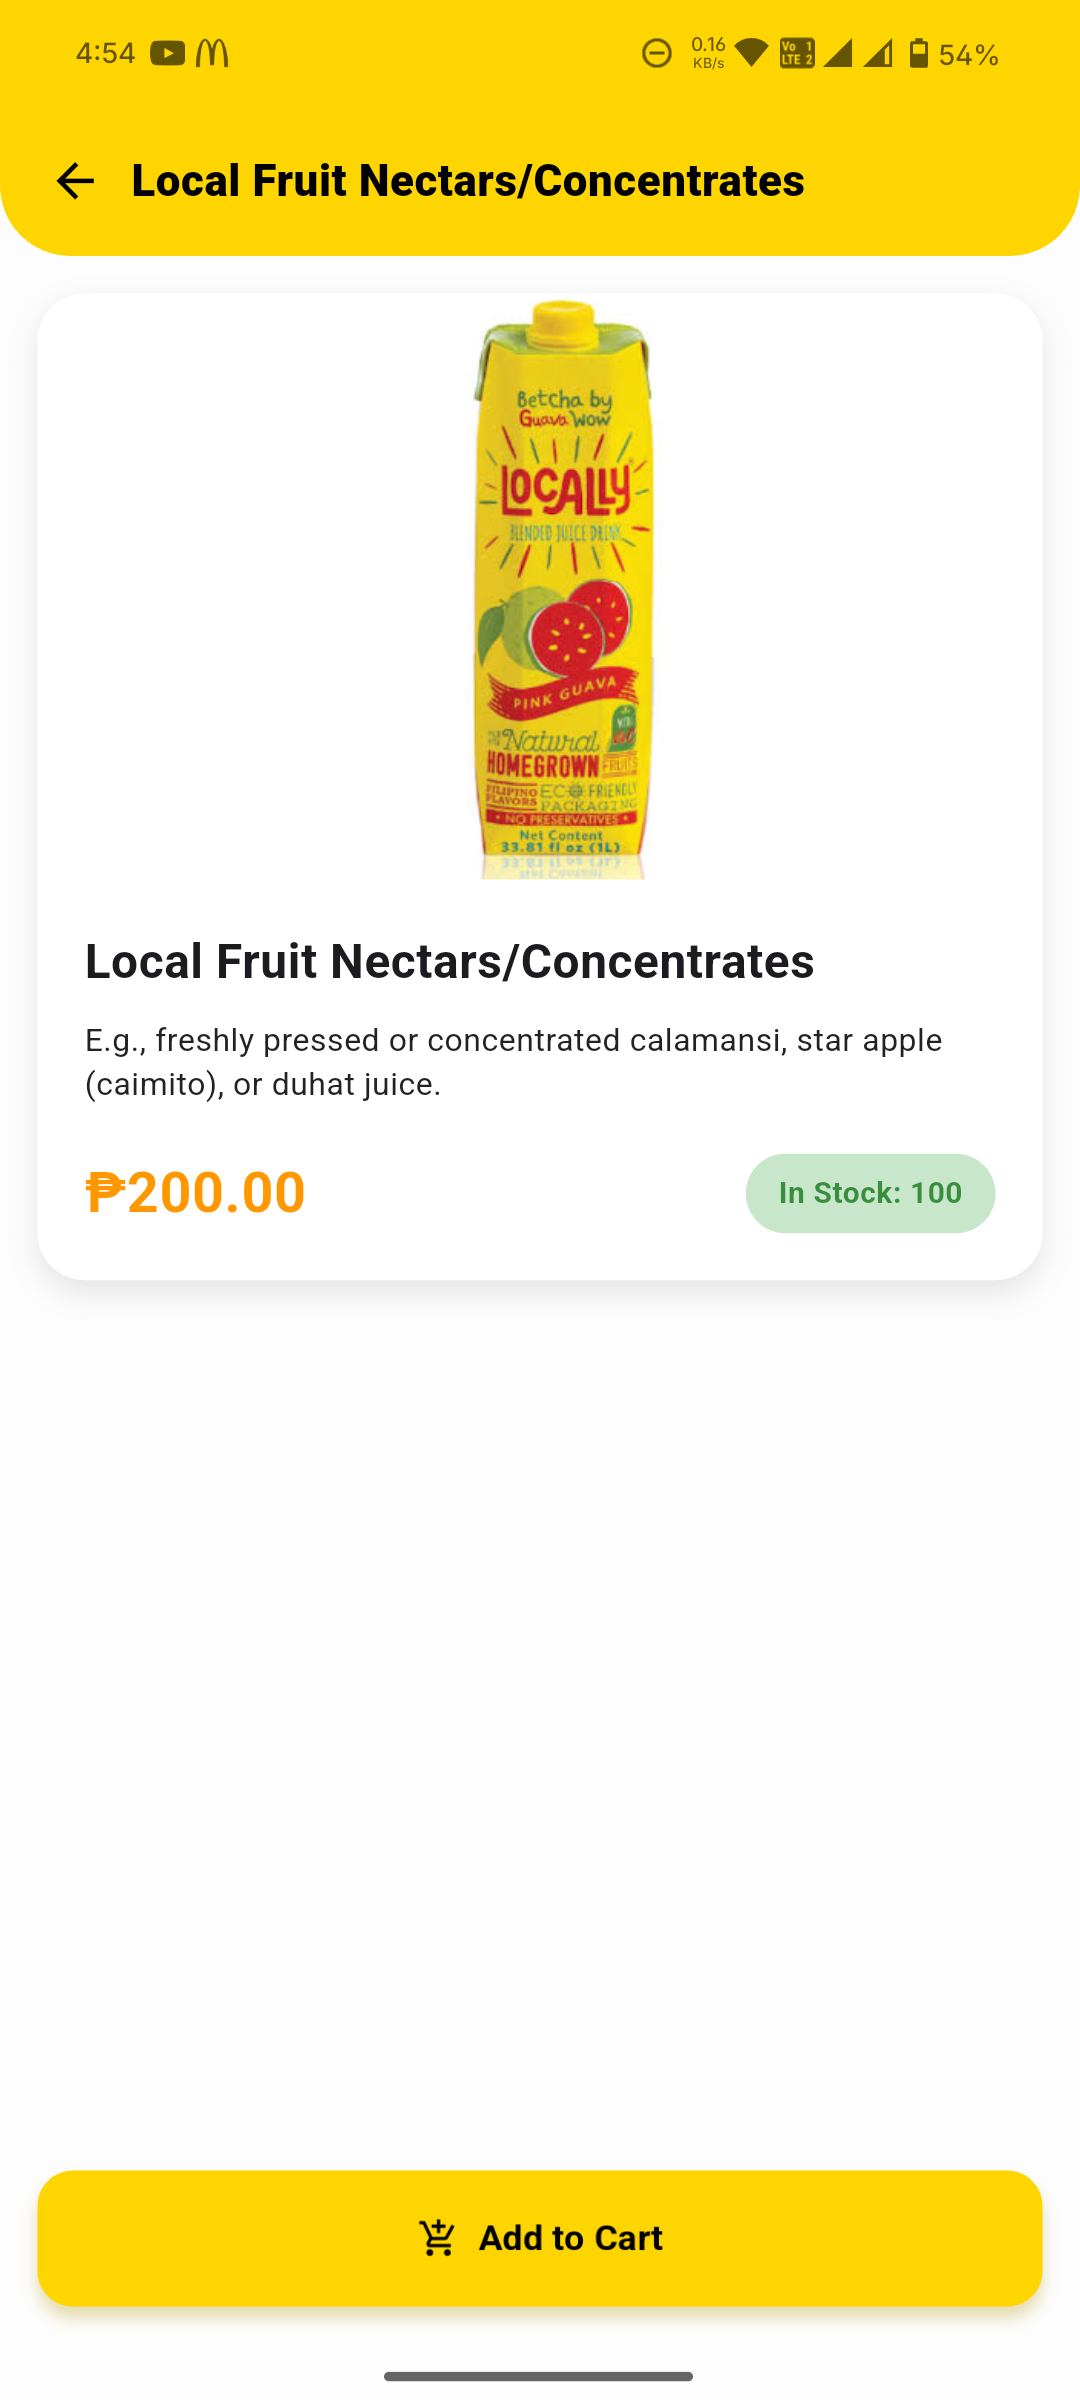 4:54
0.16
KB/s
Vo 1
LTE 2
54%
Local Fruit Nectars/Concentrates
Betcha by
Guava Wow
LOCALLY
BLENDED JUICE DRINK
PINK GUAVA
Natural
HOMEGROWN FRUITS
FILIPINO FLAVORS
ECO FRIENDLY PACKAGING
• NO PRESERVATIVES •
Net Content
33.81 fl oz (1L)
Local Fruit Nectars/Concentrates
E.g., freshly pressed or concentrated calamansi, star apple
(caimito), or duhat juice.
₱200.00
In Stock: 100
Add to Cart